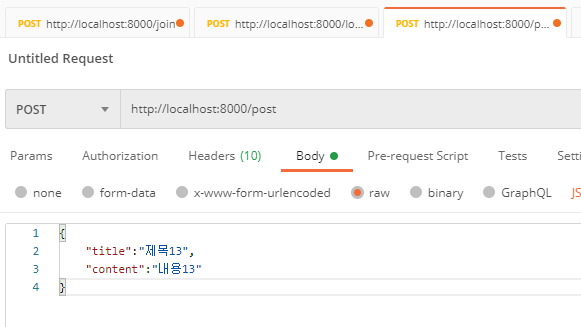 POST http://localhost:8000/join POST http://localhost:8000/lo... POST http://localhost:8000/p...
Untitled Request
POST http://localhost:8000/post
Params Authorization Headers (10) Body Pre-request Script Tests Setti
none form-data x-www-form-urlencoded raw binary GraphQL JS
1 {
2 "title":"제목13",
3 "content":"내용13"
4 }